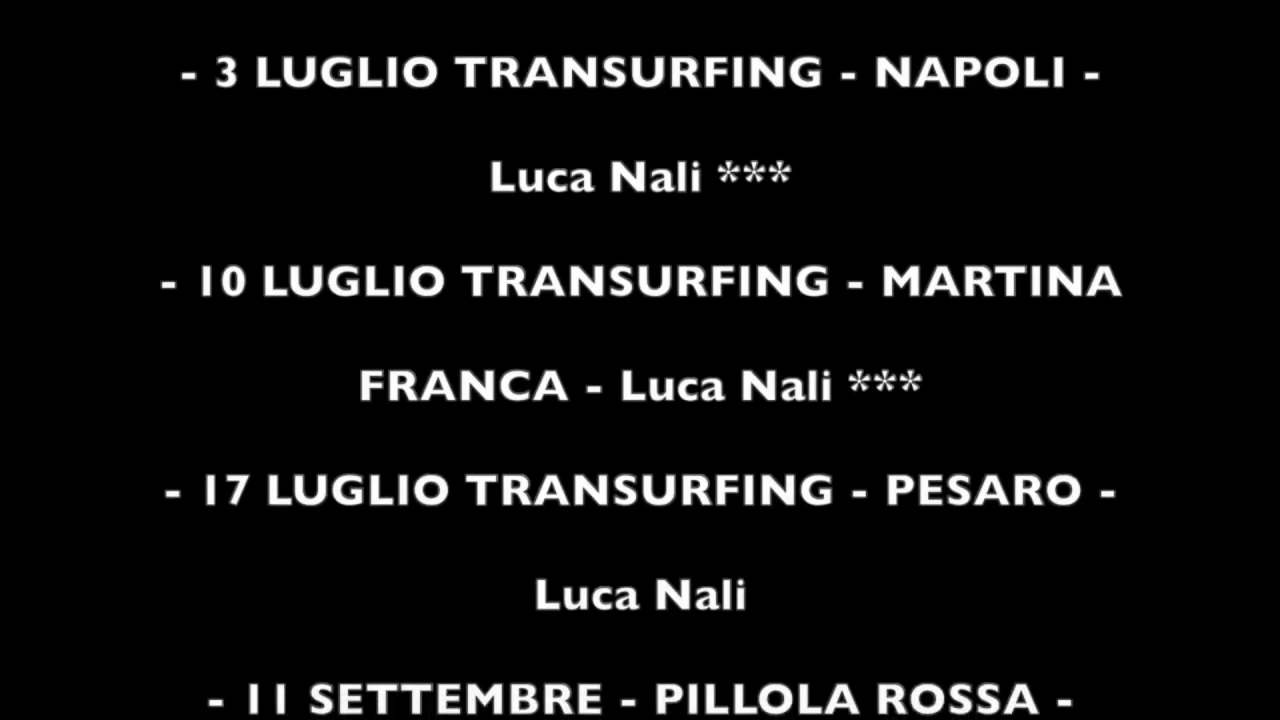 - 3 LUGLIO TRANSURFING - NAPOLI -
Luca Nali ***
- 10 LUGLIO TRANSURFING - MARTINA
FRANCA - Luca Nali ***
- 17 LUGLIO TRANSURFING - PESARO -
Luca Nali
- 11 SETTEMBRE - PILLOLA ROSSA -